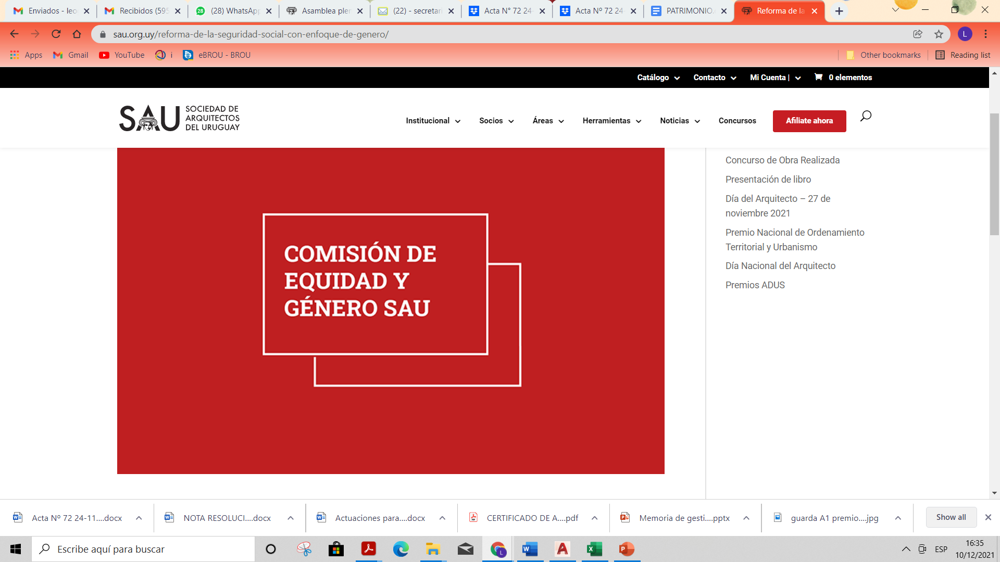 Enviados - leo
Recibidos (595
(28) WhatsApp
Asamblea plen
(22) - secretari
Acta N° 72 24-
Acta Nº 72 24
PATRIMONIO.
Reforma de la
sau.org.uy/reforma-de-la-seguridad-social-con-enfoque-de-genero/
L
Apps
Gmail
YouTube
i
eBROU - BROU
Other bookmarks
Reading list
Catálogo
Contacto
Mi Cuenta |
0 elementos
SAU
SOCIEDAD DE
ARQUITECTOS
DEL URUGUAY
Institucional
Socios
Áreas
Herramientas
Noticias
Concursos
Afiliate ahora
COMISIÓN DE
EQUIDAD Y
GÉNERO SAU
Concurso de Obra Realizada
Presentación de libro
Día del Arquitecto – 27 de
noviembre 2021
Premio Nacional de Ordenamiento
Territorial y Urbanismo
Día Nacional del Arquitecto
Premios ADUS
Acta Nº 72 24-11....docx
NOTA RESOLUCI....docx
Actuaciones para....docx
CERTIFICADO DE A....pdf
Memoria de gesti....pptx
guarda A1 premio....jpg
Show all
Escribe aquí para buscar
ESP
16:35
10/12/2021